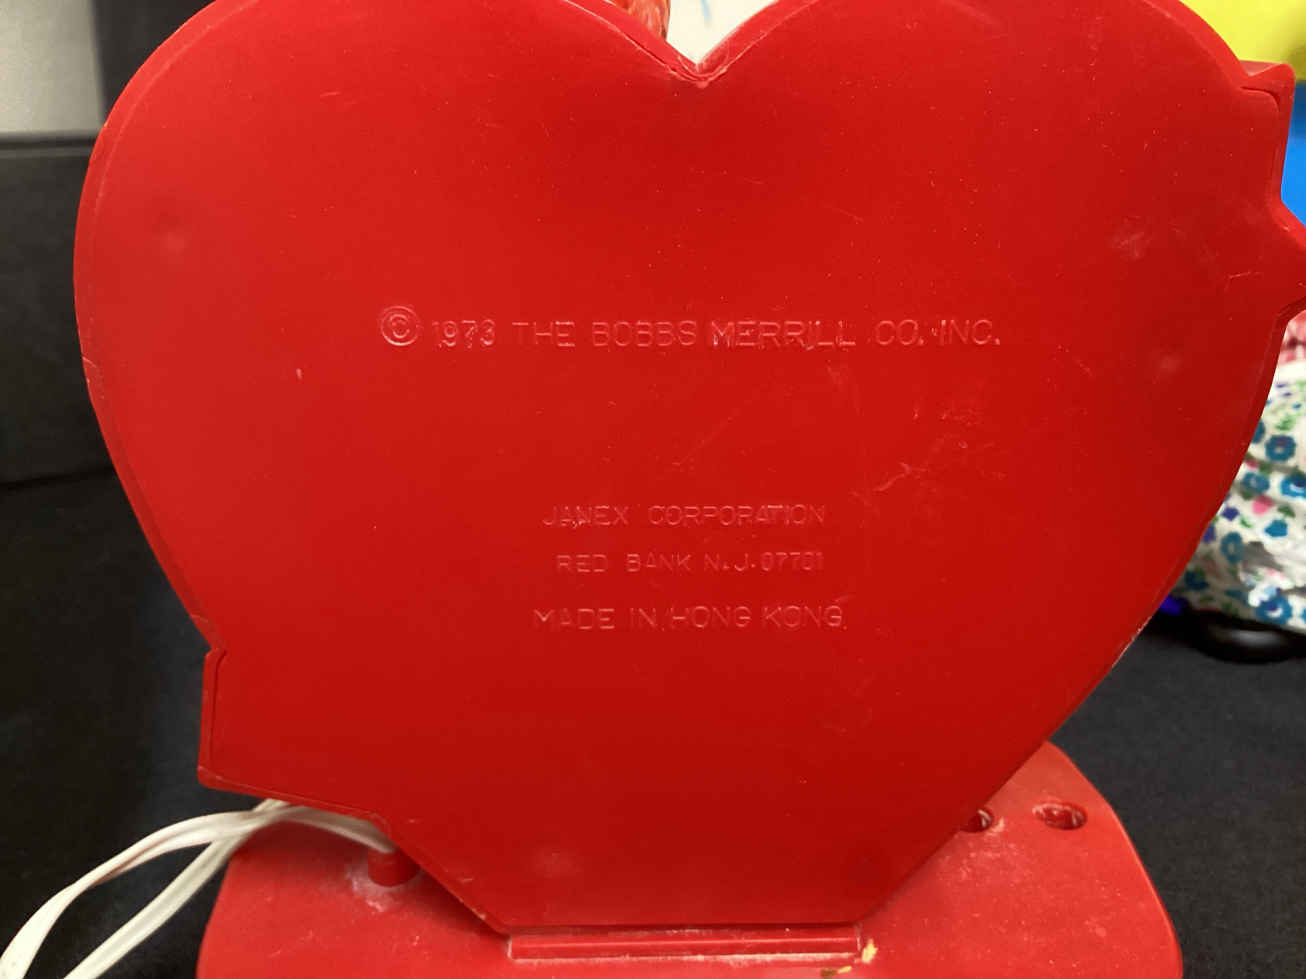 © 1973 THE BOBBS MERRILL CO. INC.
JANEX CORPORATION
RED BANK N.J. 07701
MADE IN HONG KONG